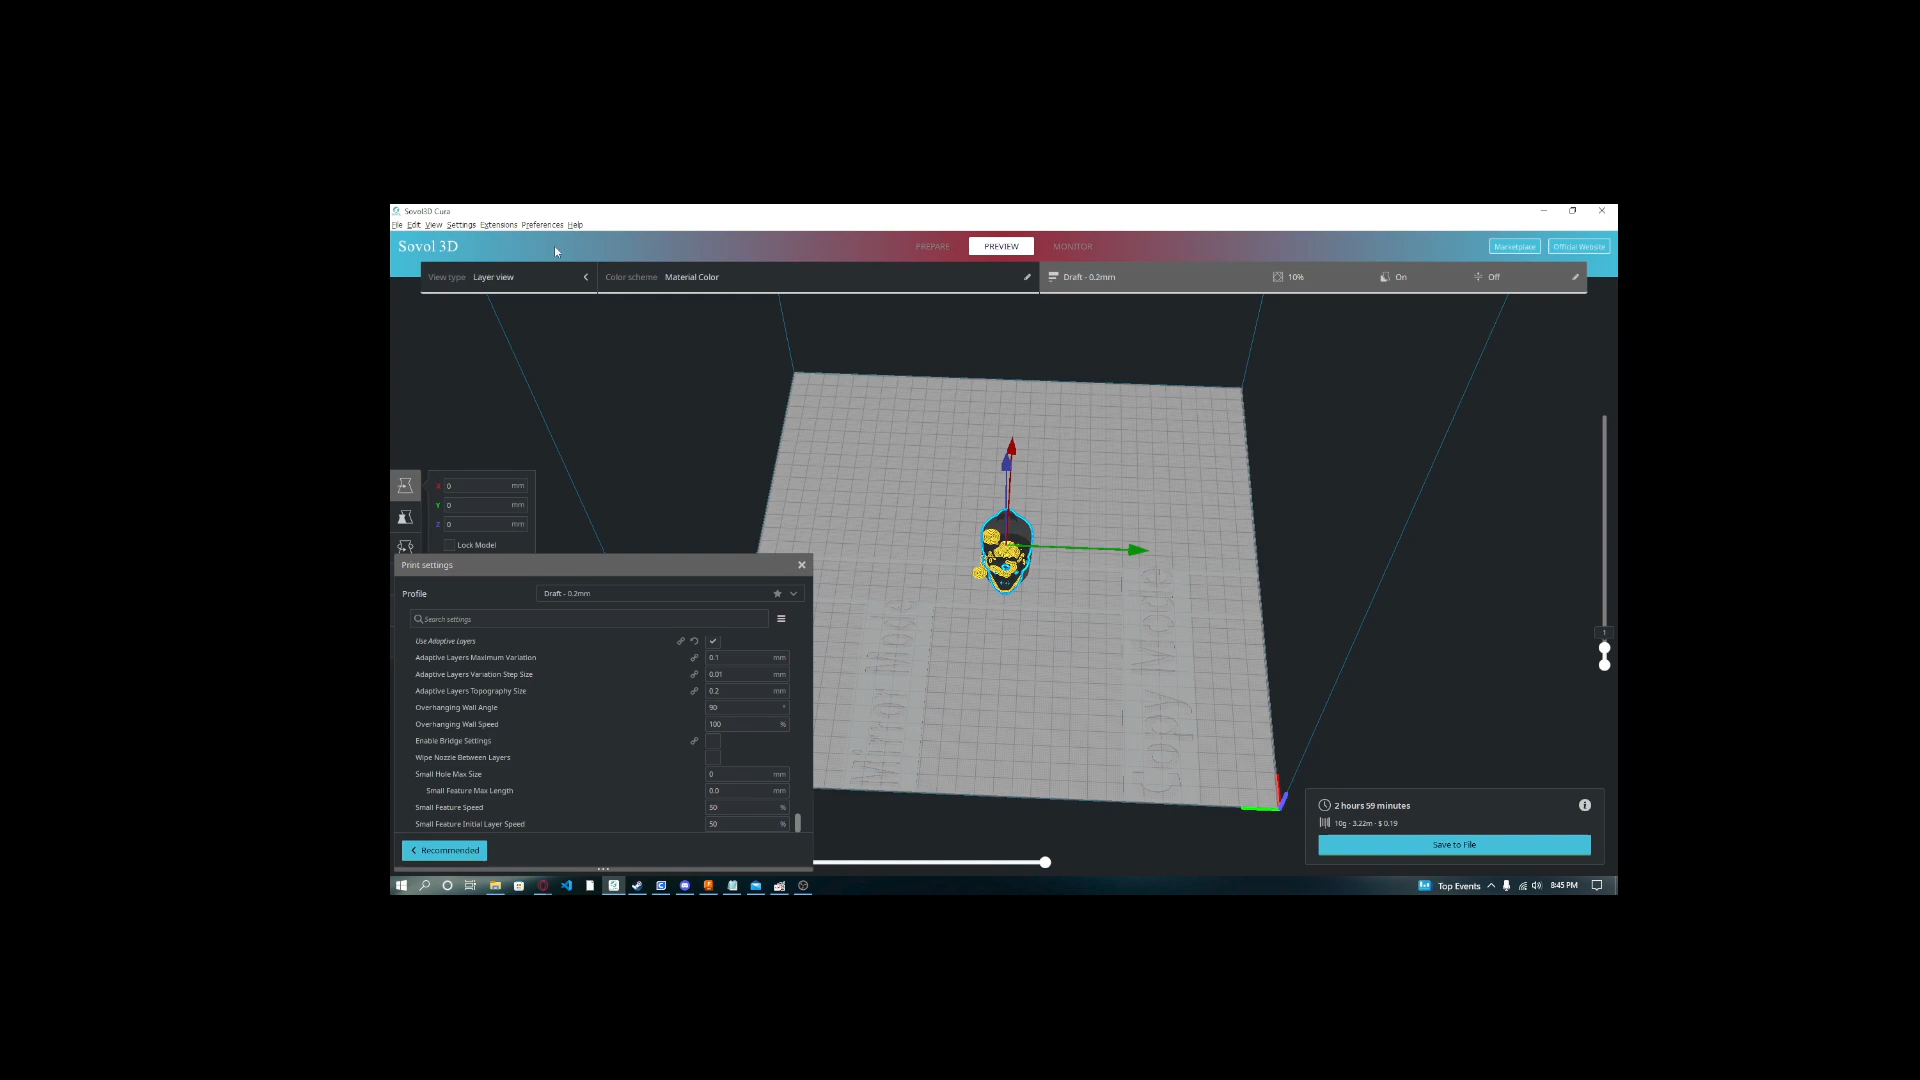 Sovol3D Cura
File Edit View Settings Extensions Preferences Help
Sovol 3D
PREPARE PREVIEW MONITOR
Marketplace Official Website
View type Layer view Color scheme Material Color
Draft - 0.2mm 10% On Off
X 0 mm
Y 0 mm
Z 0 mm
Lock Model
Mirror Mode
Copy Mode
1
Print settings
Profile Draft - 0.2mm
Search settings
Use Adaptive Layers
Adaptive Layers Maximum Variation 0.1 mm
Adaptive Layers Variation Step Size 0.01 mm
Adaptive Layers Topography Size 0.2 mm
Overhanging Wall Angle 90 °
Overhanging Wall Speed 100 %
Enable Bridge Settings
Wipe Nozzle Between Layers
Small Hole Max Size 0 mm
Small Feature Max Length 0.0 mm
Small Feature Speed 50 %
Small Feature Initial Layer Speed 50 %
Recommended
2 hours 59 minutes
10g · 3.22m · $ 0.19
Save to File
Top Events 8:45 PM